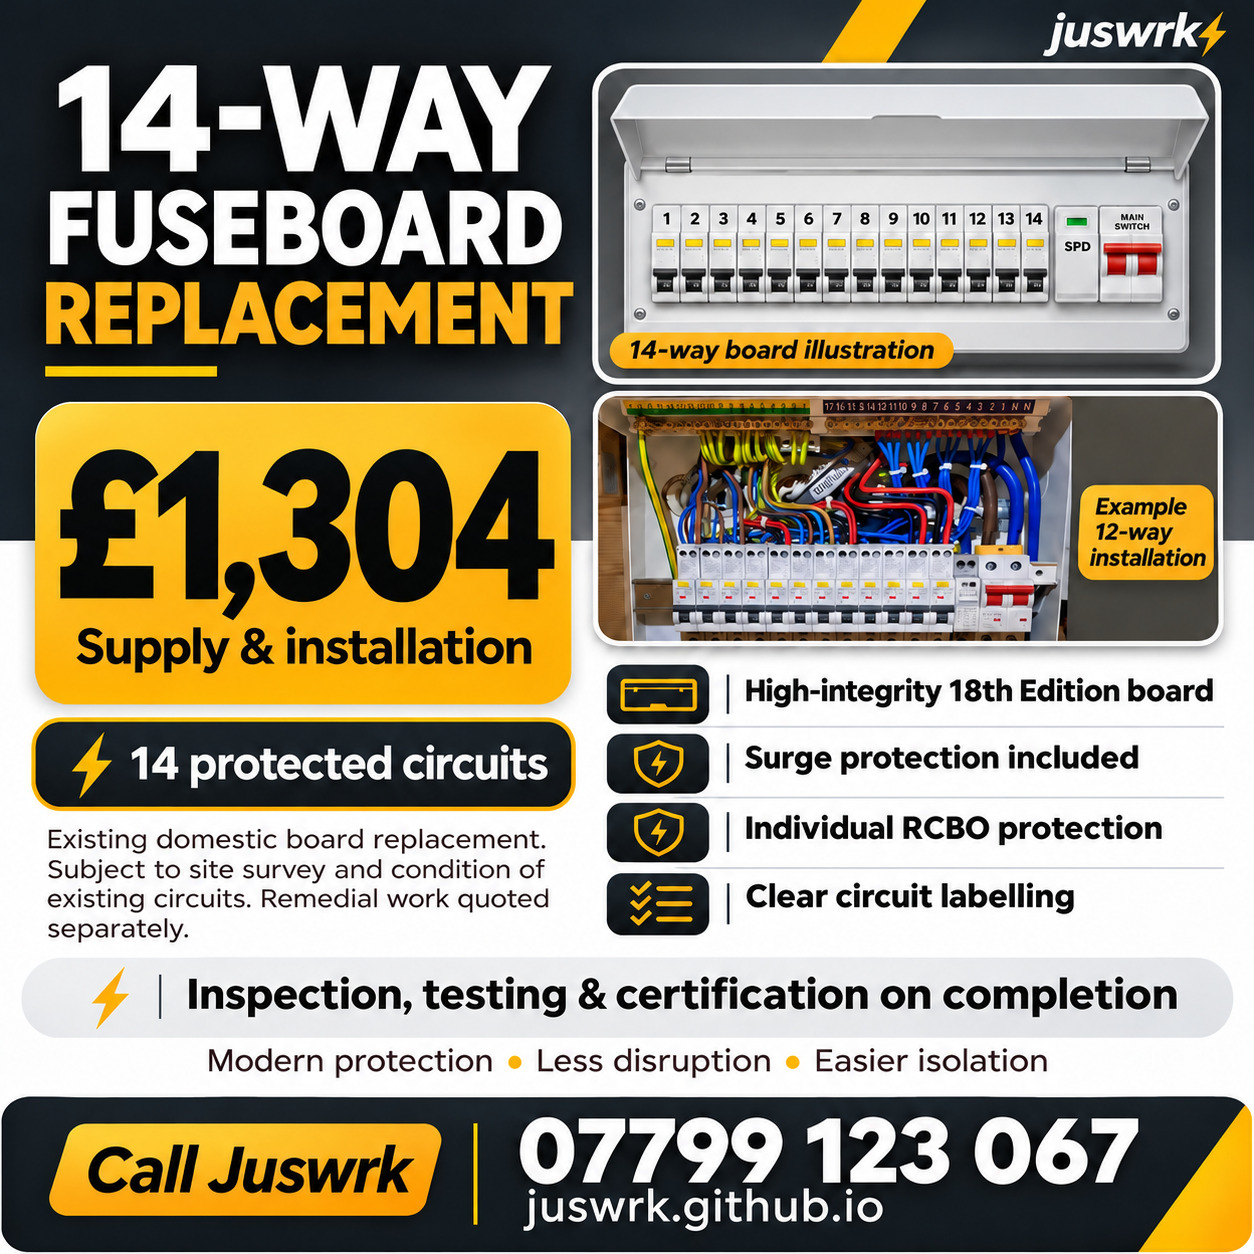 juswrk
14-WAY
FUSEBOARD
REPLACEMENT
1 2 3 4 5 6 7 8 9 10 11 12 13 14
SPD
MAIN
SWITCH
14-way board illustration
£1,304
Supply & installation
Example
12-way
installation
14 protected circuits
Existing domestic board replacement.
Subject to site survey and condition of
existing circuits. Remedial work quoted
separately.
High-integrity 18th Edition board
Surge protection included
Individual RCBO protection
Clear circuit labelling
Inspection, testing & certification on completion
Modern protection • Less disruption • Easier isolation
Call Juswrk
07799 123 067
juswrk.github.io